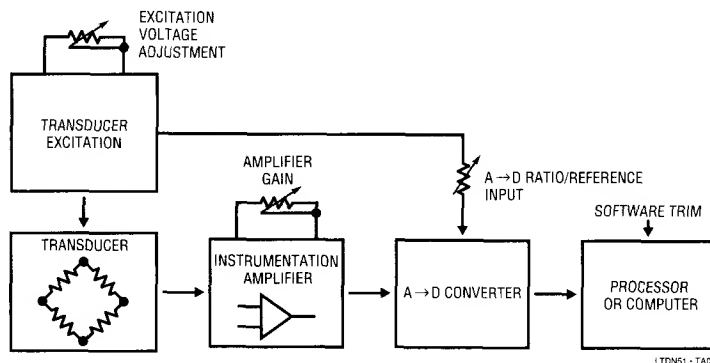 EXCITATION
VOLTAGE
ADJUSTMENT
TRANSDUCER
EXCITATION
AMPLIFIER
GAIN
A→D RATIO/REFERENCE
INPUT
SOFTWARE TRIM
TRANSDUCER
INSTRUMENTATION
AMPLIFIER
A→D CONVERTER
PROCESSOR
OR COMPUTER